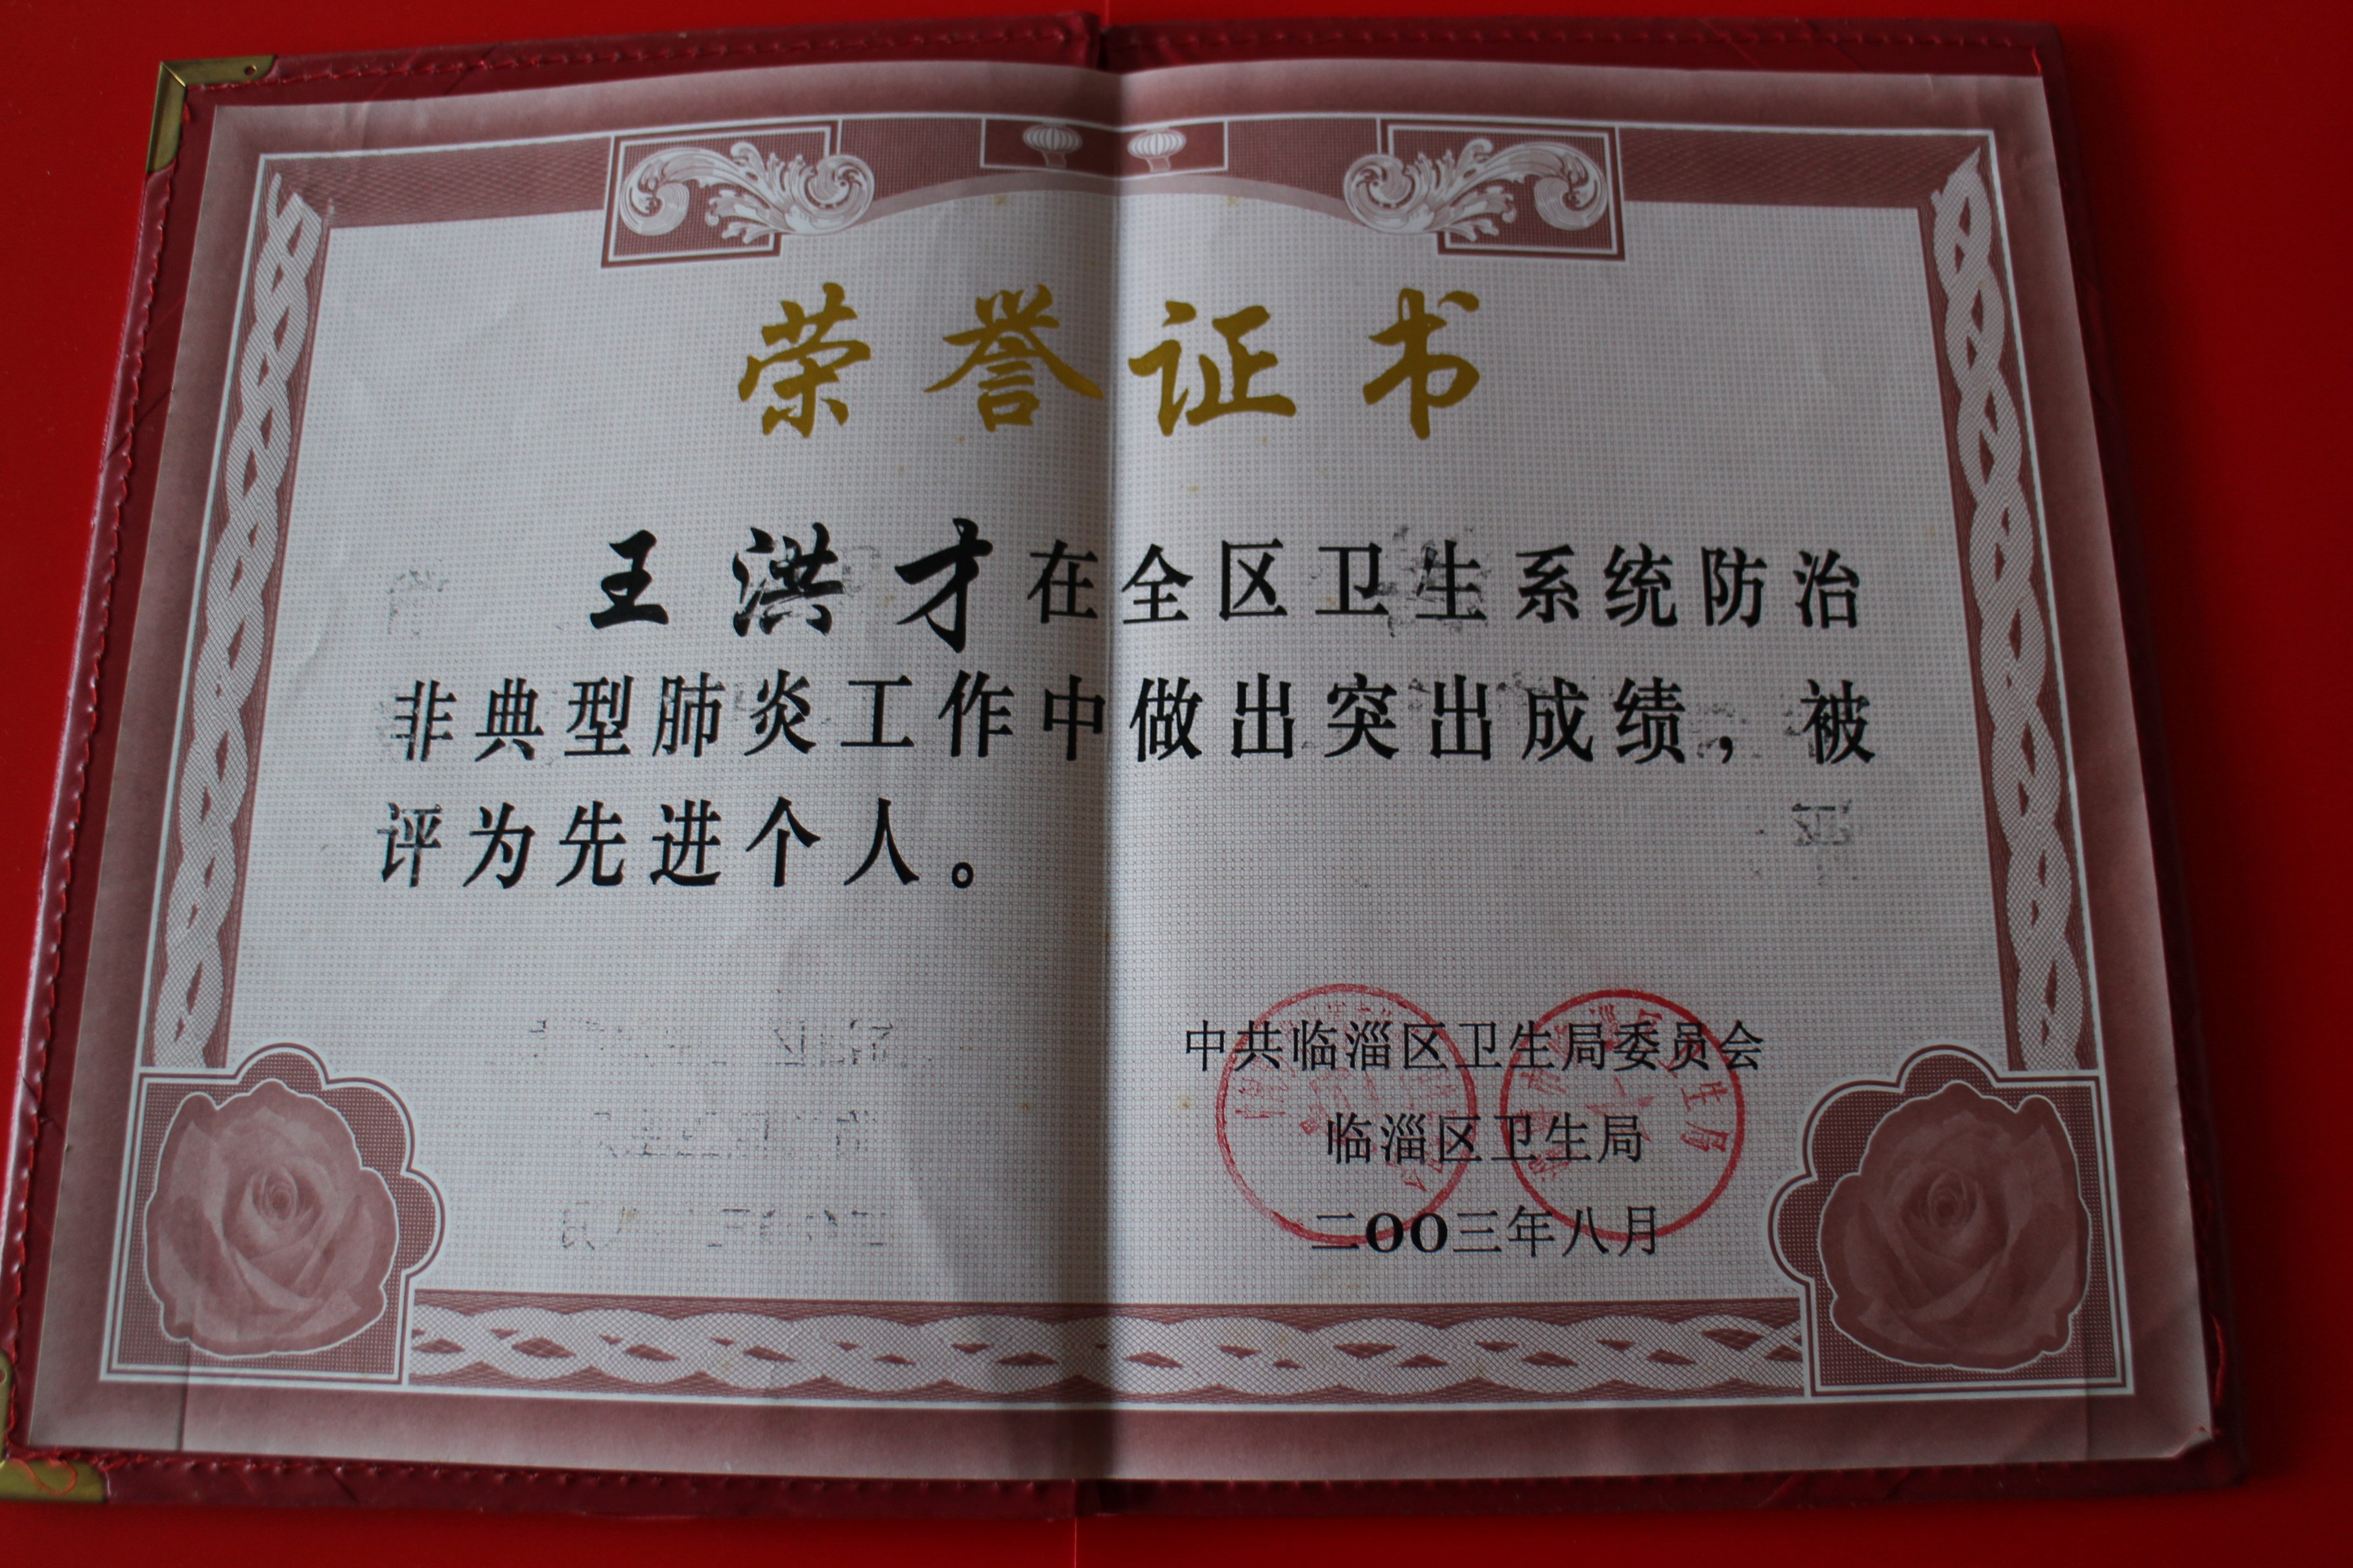 荣誉证书
王洪才在全区卫生系统防治
非典型肺炎工作中做出突出成绩，被
评为先进个人。
中共临淄区卫生局委员会
临淄区卫生局
二OO三年八月